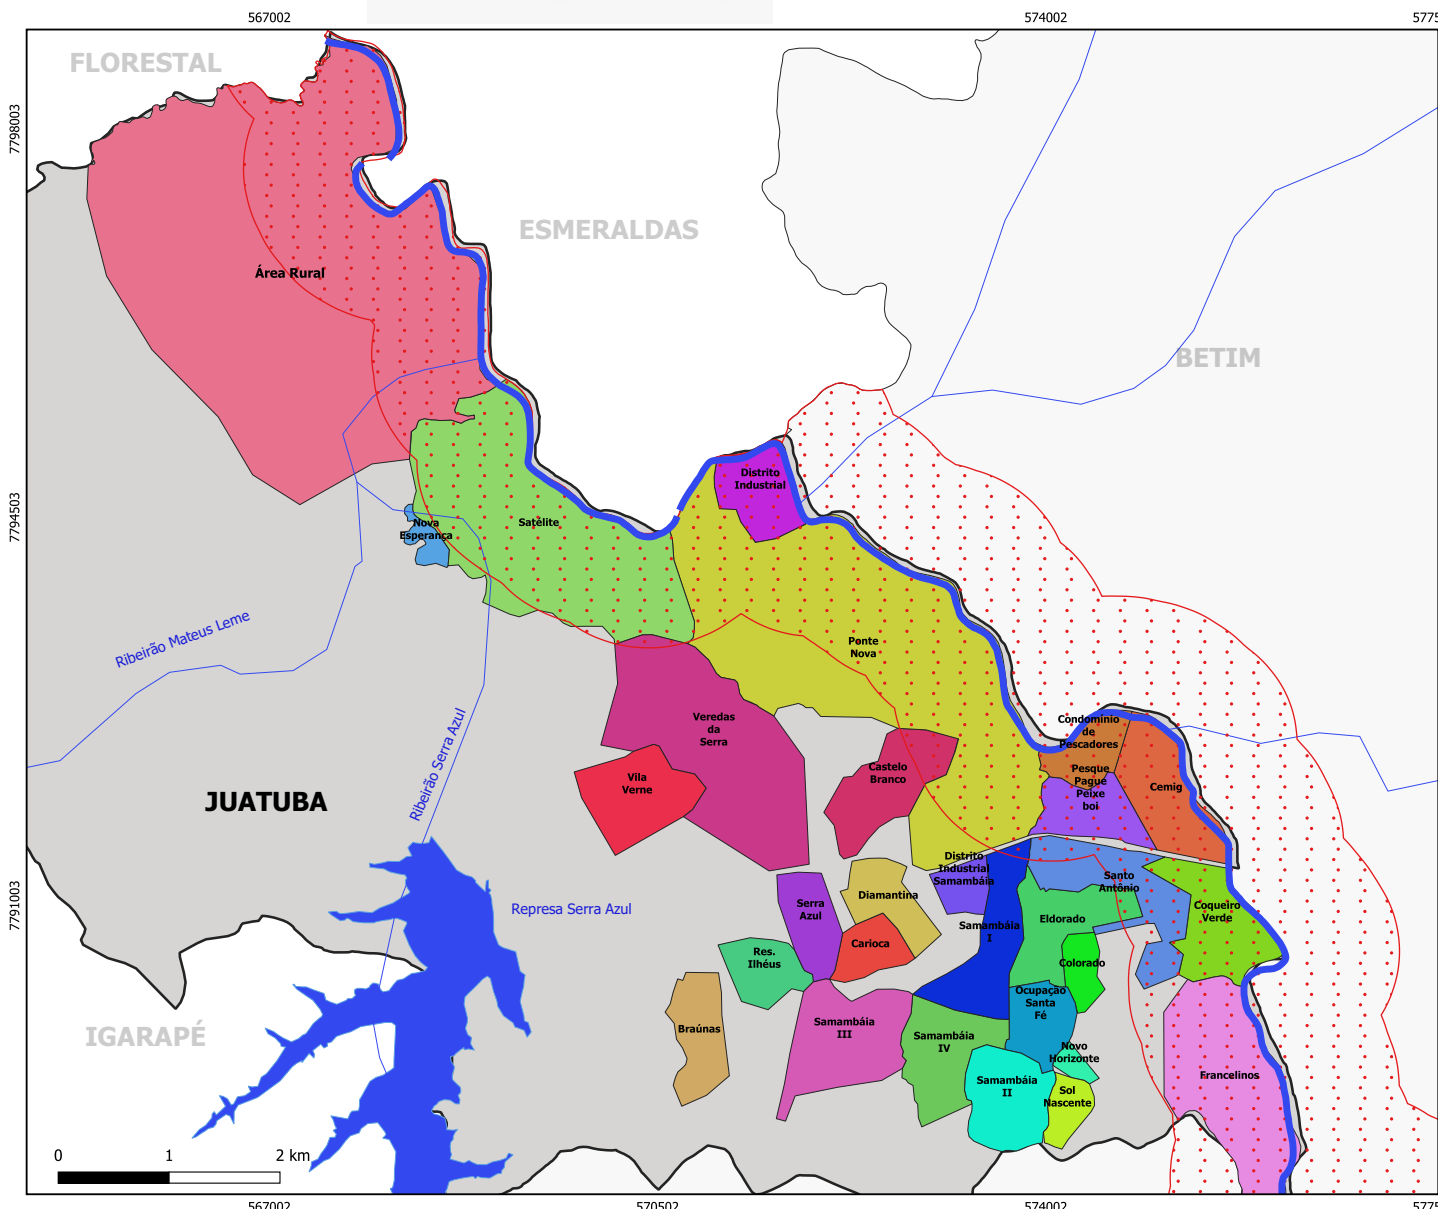 567002
574002
5775
FLORESTAL
7798003
ESMERALDAS
Área Rural
BETIM
Distrito
Industrial
7794503
Nova
Esperança
Satélite
Ribeirão Mateus Leme
Ponte
Nova
Veredas
da
Serra
Condomínio
de
Pescadores
Ribeirão Serra Azul
Castelo
Branco
Pesque
Pague
Peixe
boi
Vila
Verne
Cemig
JUATUBA
Distrito
Industrial
Samambáia
Santo
Antônio
Diamantina
7791003
Represa Serra Azul
Serra
Azul
Coqueiro
Verde
Eldorado
Samambáia
I
Carioca
Res.
Ilhéus
Colorado
Ocupação
Santa
Fé
IGARAPÉ
Braúnas
Samambáia
III
Samambáia
IV
Novo
Horizonte
Francelinos
Samambáia
II
Sol
Nascente
0 1 2 km
567002
570502
574002
5775